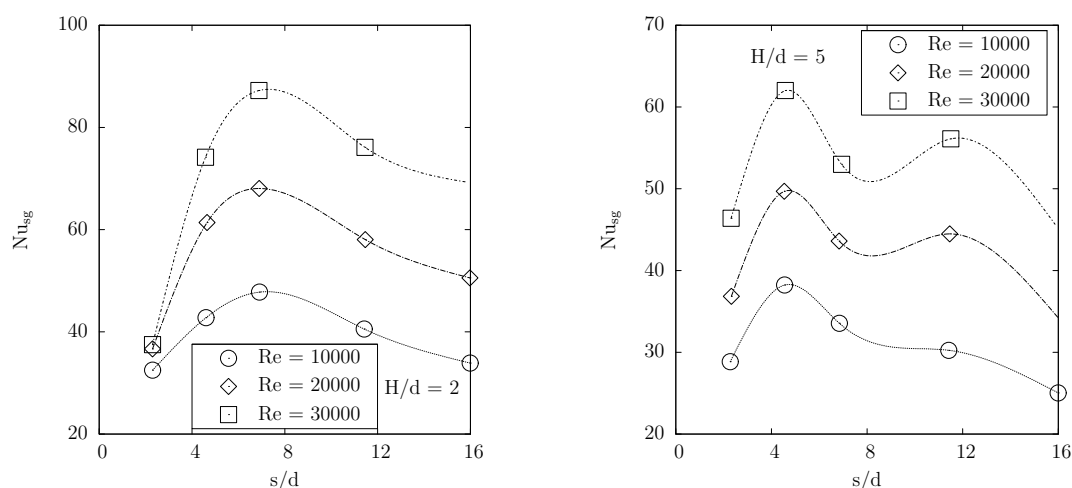 100
80
60
40
20
Nu_sg
0 4 8 12 16
s/d
Re = 10000
Re = 20000
Re = 30000
H/d = 2
70
60
50
40
30
20
Nu_sg
0 4 8 12 16
s/d
H/d = 5
Re = 10000
Re = 20000
Re = 30000